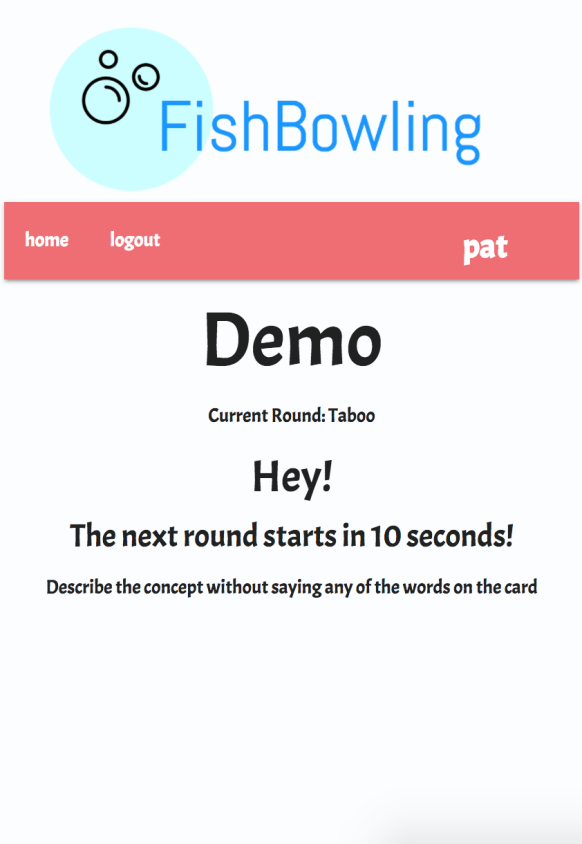 FishBowling
home logout pat
Demo
Current Round: Taboo
Hey!
The next round starts in 10 seconds!
Describe the concept without saying any of the words on the card